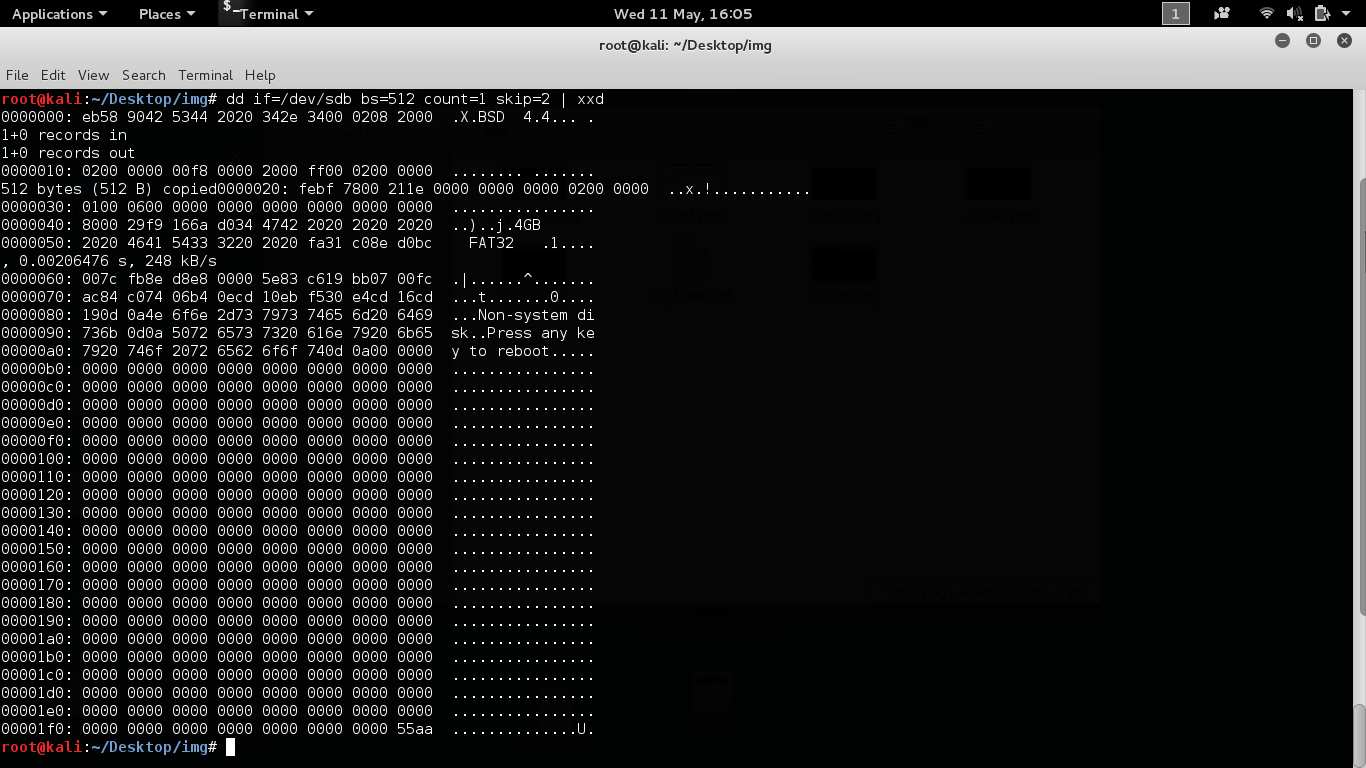 Applications Places $_ Terminal Wed 11 May, 16:05 1
root@kali: ~/Desktop/img
File Edit View Search Terminal Help
root@kali:~/Desktop/img# dd if=/dev/sdb bs=512 count=1 skip=2 | xxd
0000000: eb58 9042 5344 2020 342e 3400 0208 2000  .X.BSD  4.4... .
1+0 records in
1+0 records out
0000010: 0200 0000 00f8 0000 2000 ff00 0200 0000  ........ .......
512 bytes (512 B) copied0000020: febf 7800 211e 0000 0000 0000 0200 0000  ..x.!...........
0000030: 0100 0600 0000 0000 0000 0000 0000 0000  ................
0000040: 8000 29f9 166a d034 4742 2020 2020 2020  ..)..j.4GB
0000050: 2020 4641 5433 3220 2020 fa31 c08e d0bc    FAT32   .1....
, 0.00206476 s, 248 kB/s
0000060: 007c fb8e d8e8 0000 5e83 c619 bb07 00fc  .|......^.......
0000070: ac84 c074 06b4 0ecd 10eb f530 e4cd 16cd  ...t.......0....
0000080: 190d 0a4e 6f6e 2d73 7973 7465 6d20 6469  ...Non-system di
0000090: 736b 0d0a 5072 6573 7320 616e 7920 6b65  sk..Press any ke
00000a0: 7920 746f 2072 6562 6f6f 740d 0a00 0000  y to reboot.....
00000b0: 0000 0000 0000 0000 0000 0000 0000 0000  ................
00000c0: 0000 0000 0000 0000 0000 0000 0000 0000  ................
00000d0: 0000 0000 0000 0000 0000 0000 0000 0000  ................
00000e0: 0000 0000 0000 0000 0000 0000 0000 0000  ................
00000f0: 0000 0000 0000 0000 0000 0000 0000 0000  ................
0000100: 0000 0000 0000 0000 0000 0000 0000 0000  ................
0000110: 0000 0000 0000 0000 0000 0000 0000 0000  ................
0000120: 0000 0000 0000 0000 0000 0000 0000 0000  ................
0000130: 0000 0000 0000 0000 0000 0000 0000 0000  ................
0000140: 0000 0000 0000 0000 0000 0000 0000 0000  ................
0000150: 0000 0000 0000 0000 0000 0000 0000 0000  ................
0000160: 0000 0000 0000 0000 0000 0000 0000 0000  ................
0000170: 0000 0000 0000 0000 0000 0000 0000 0000  ................
0000180: 0000 0000 0000 0000 0000 0000 0000 0000  ................
0000190: 0000 0000 0000 0000 0000 0000 0000 0000  ................
00001a0: 0000 0000 0000 0000 0000 0000 0000 0000  ................
00001b0: 0000 0000 0000 0000 0000 0000 0000 0000  ................
00001c0: 0000 0000 0000 0000 0000 0000 0000 0000  ................
00001d0: 0000 0000 0000 0000 0000 0000 0000 0000  ................
00001e0: 0000 0000 0000 0000 0000 0000 0000 0000  ................
00001f0: 0000 0000 0000 0000 0000 0000 0000 55aa  ..............U.
root@kali:~/Desktop/img#